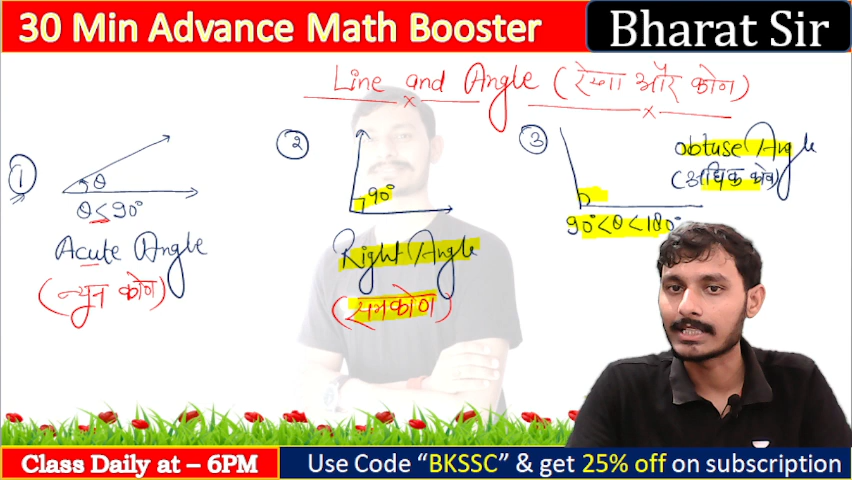 30 Min Advance Math Booster
Bharat Sir
Line and Angle (रेखा और कोण)
1
θ
θ < 90°
Acute Angle
(न्यून कोण)
2
90°
Right Angle
(समकोण)
3
obtuse Angle
(अधिक कोण)
90° < θ < 180°
Class Daily at – 6PM
Use Code “BKSSC” & get 25% off on subscription